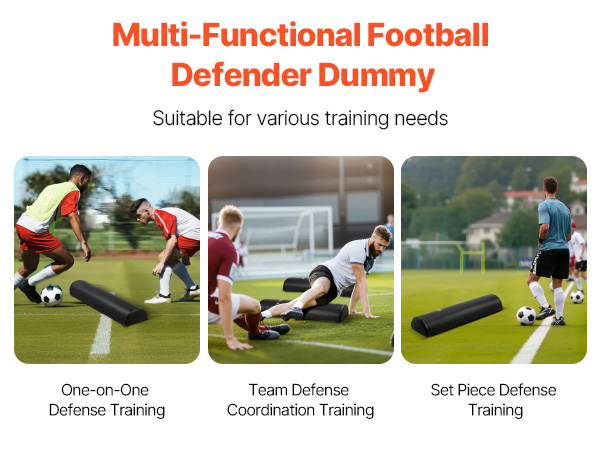 Multi-Functional Football
Defender Dummy
Suitable for various training needs
One-on-One
Defense Training
Team Defense
Coordination Training
Set Piece Defense
Training